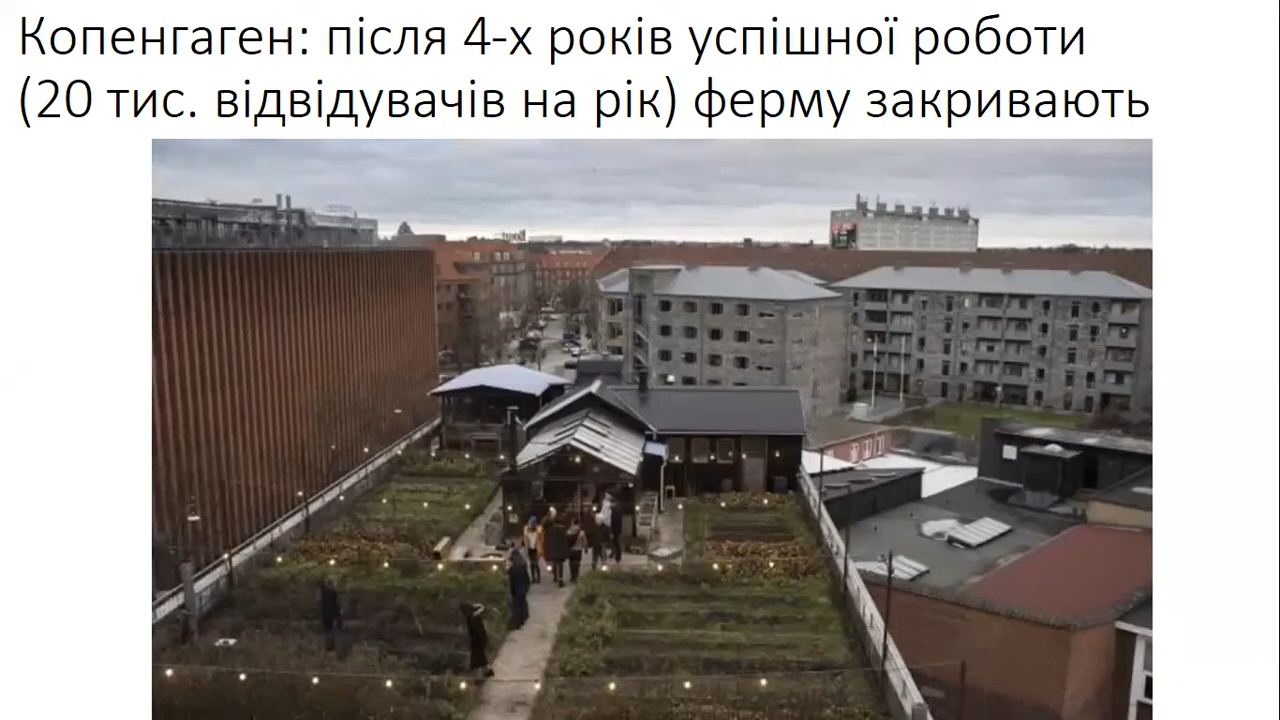 Копенгаген: після 4-х років успішної роботи
(20 тис. відвідувачів на рік) ферму закривають